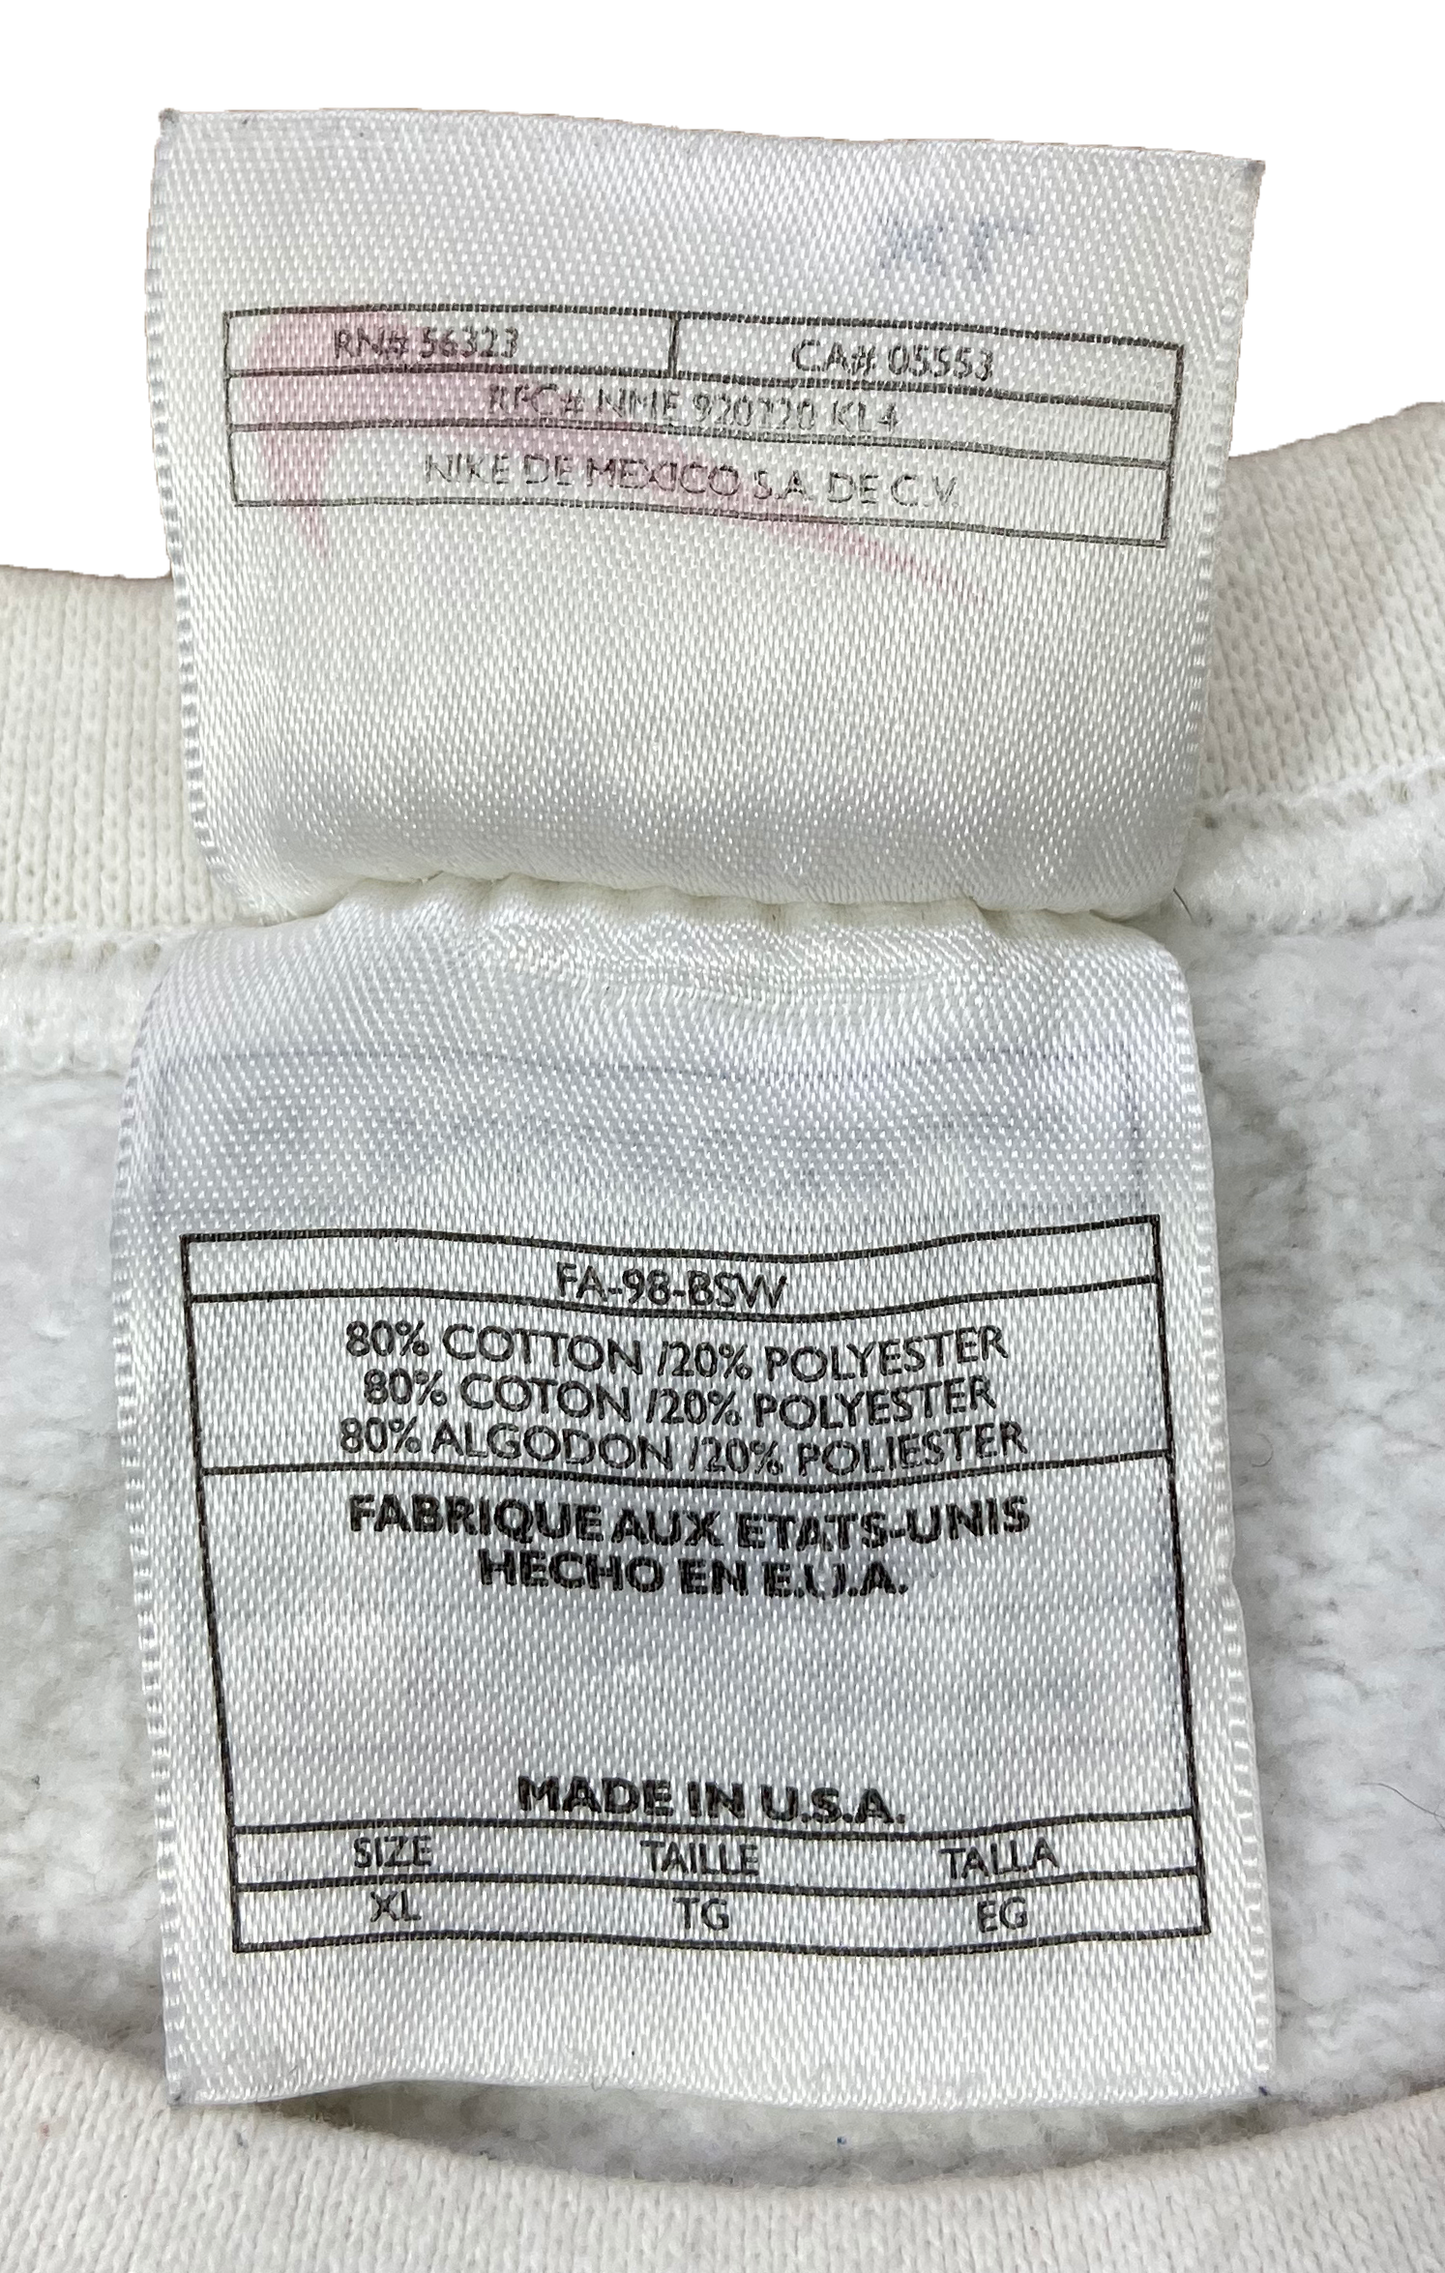 RN# 56323 CA# 05553
RFC# NME 920120 KL4
NIKE DE MEXICO S.A. DE C.V.
FA-98-BSW
80% COTTON /20% POLYESTER
80% COTON /20% POLYESTER
80% ALGODON /20% POLIESTER
FABRIQUE AUX ETATS-UNIS
HECHO EN E.U.A.
MADE IN U.S.A.
SIZE TAILLE TALLA
XL TG EG